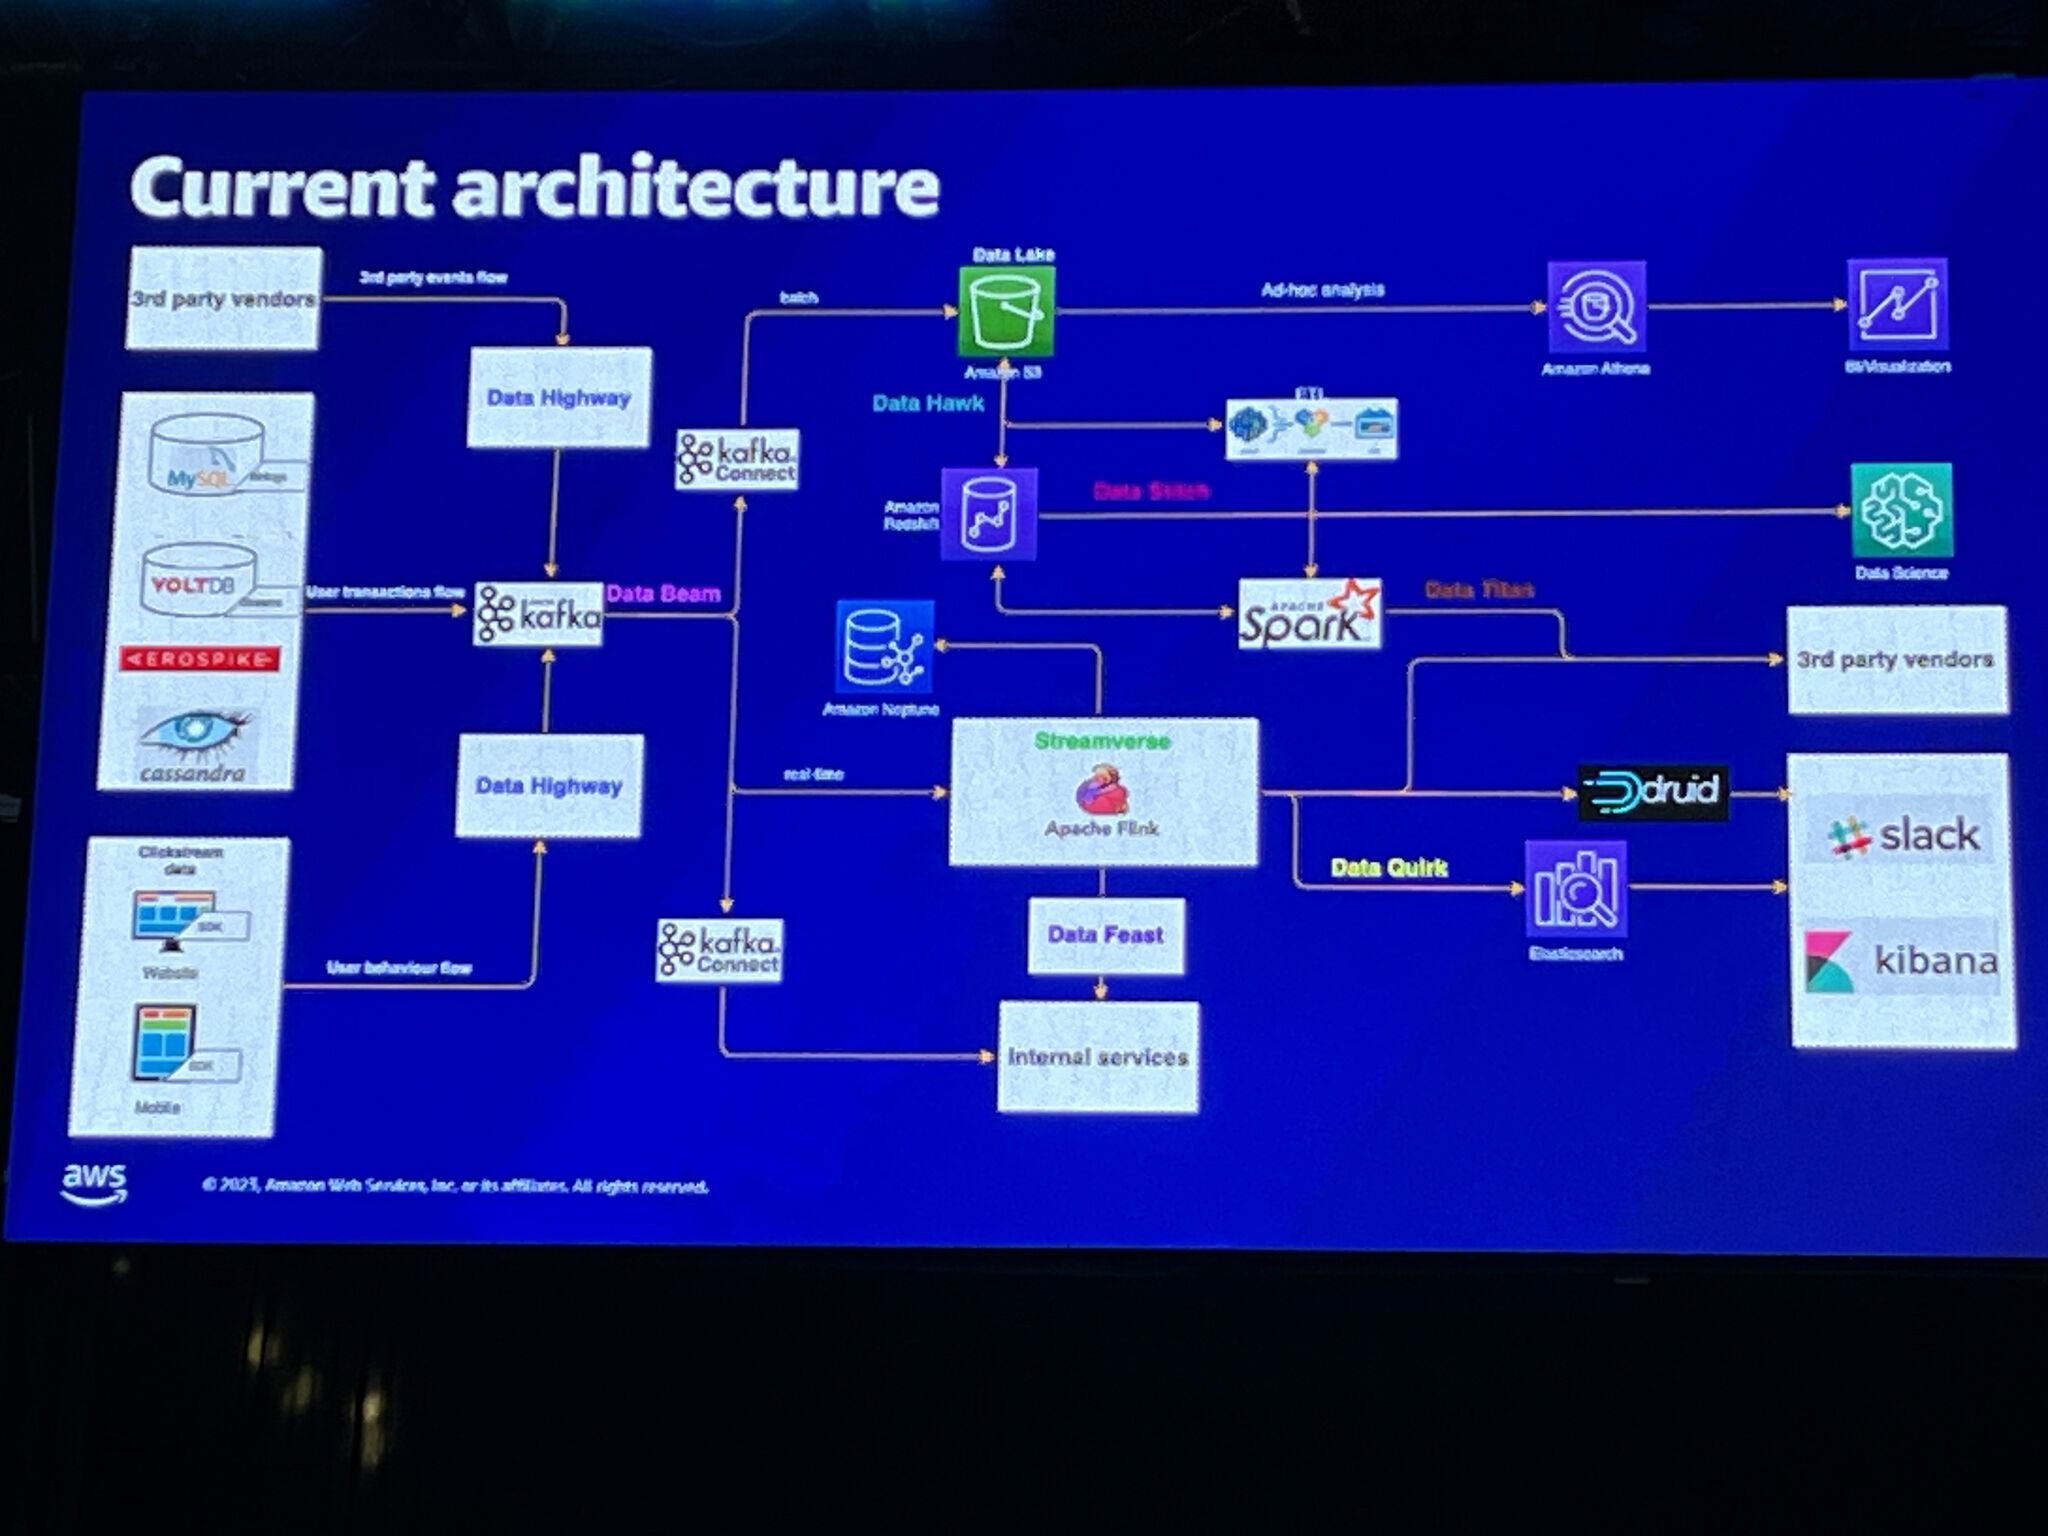 Current architecture
3rd party vendors
3rd party events flow
Data Highway
MySQL
VOLTDB
User transactions flow
AEROSPIKE
cassandra
kafka
Data Beam
Data Highway
Clickstream
data
SDK
Website
User behaviour flow
SDK
Mobile
kafka
Connect
batch
Data Lake
Amazon S3
Ad-hoc analysis
Amazon Athena
BI/Visualization
Data Hawk
ETL
Amazon
Redshift
Data Stitch
Data Science
APACHE
Spark
Data Titan
3rd party vendors
Amazon Neptune
real-time
Streamverse
Apache Flink
druid
Data Quirk
Elasticsearch
slack
kibana
kafka
Connect
Data Feast
Internal services
aws
© 2023, Amazon Web Services, Inc. or its affiliates. All rights reserved.